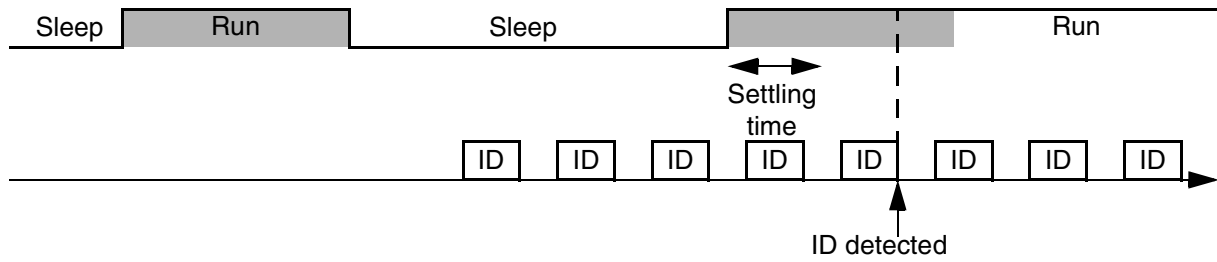 Sleep Run Sleep Run
Settling
time
ID ID ID ID ID ID ID ID
ID detected